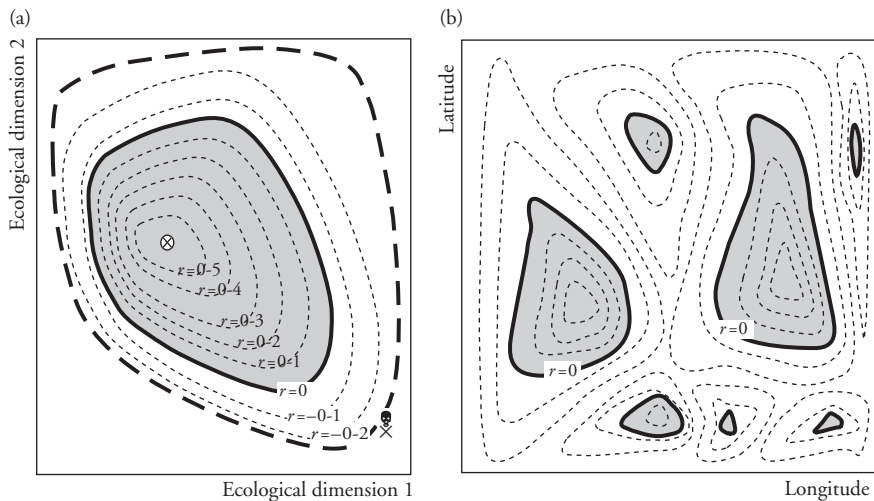 (a)
Ecological dimension 2
r=0-5
r=0-4
r=0-3
r=0-2
r=0-1
r=0
r=−0-1
r=−0-2
Ecological dimension 1
(b)
Latitude
r=0
r=0
Longitude